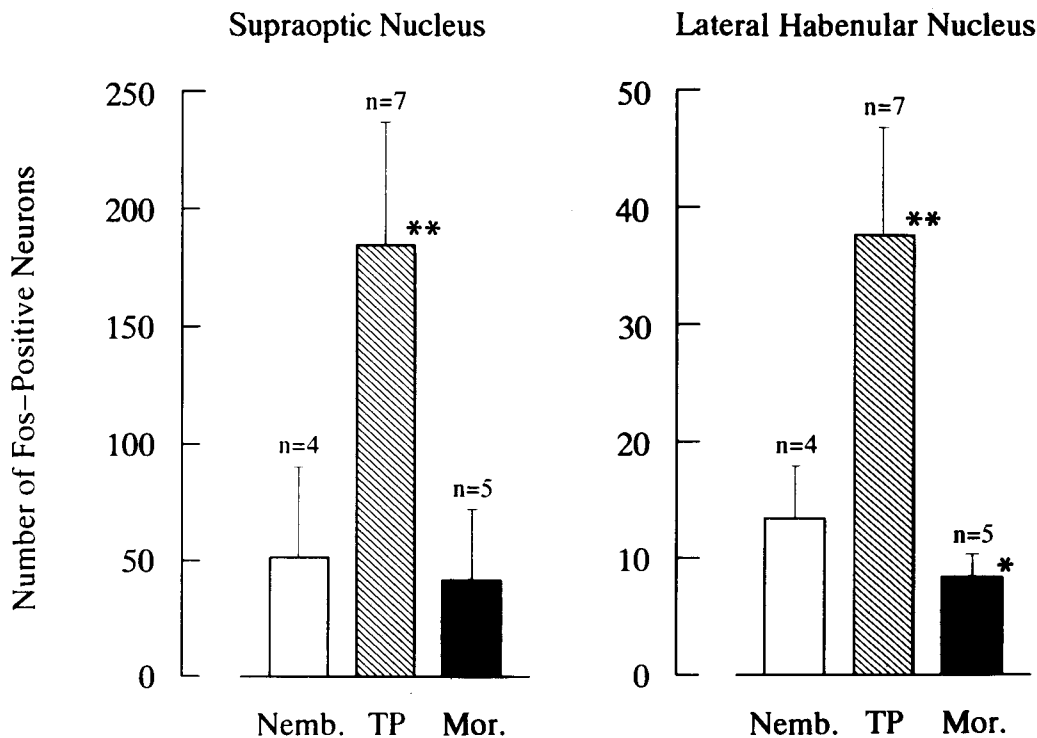 Supraoptic Nucleus
Lateral Habenular Nucleus
Number of Fos-Positive Neurons
250
200
150
100
50
0
n=4
n=7
**
n=5
Nemb. TP Mor.
50
40
30
20
10
0
n=4
n=7
**
n=5
*
Nemb. TP Mor.